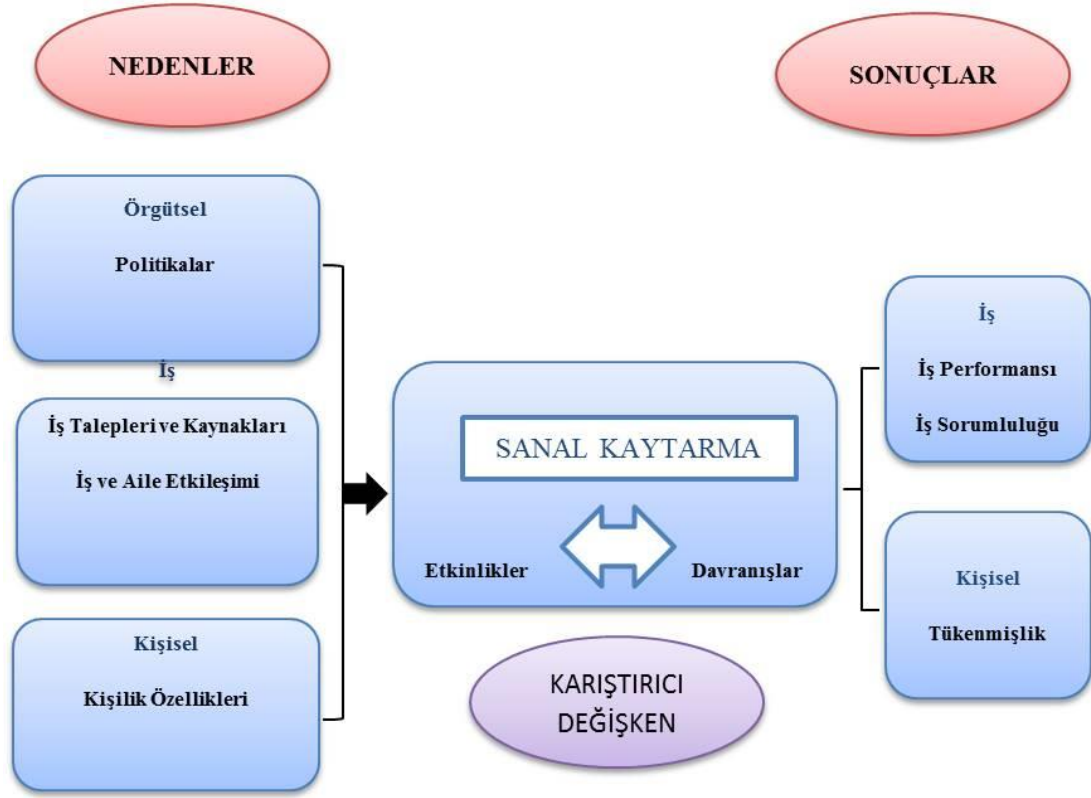 NEDENLER
SONUÇLAR
Örgütsel
Politikalar
İş
İş Talepleri ve Kaynakları
İş ve Aile Etkileşimi
Kişisel
Kişilik Özellikleri
SANAL KAYTARMA
Etkinlikler
Davranışlar
KARIŞTIRICI
DEĞİŞKEN
İş
İş Performansı
İş Sorumluluğu
Kişisel
Tükenmişlik